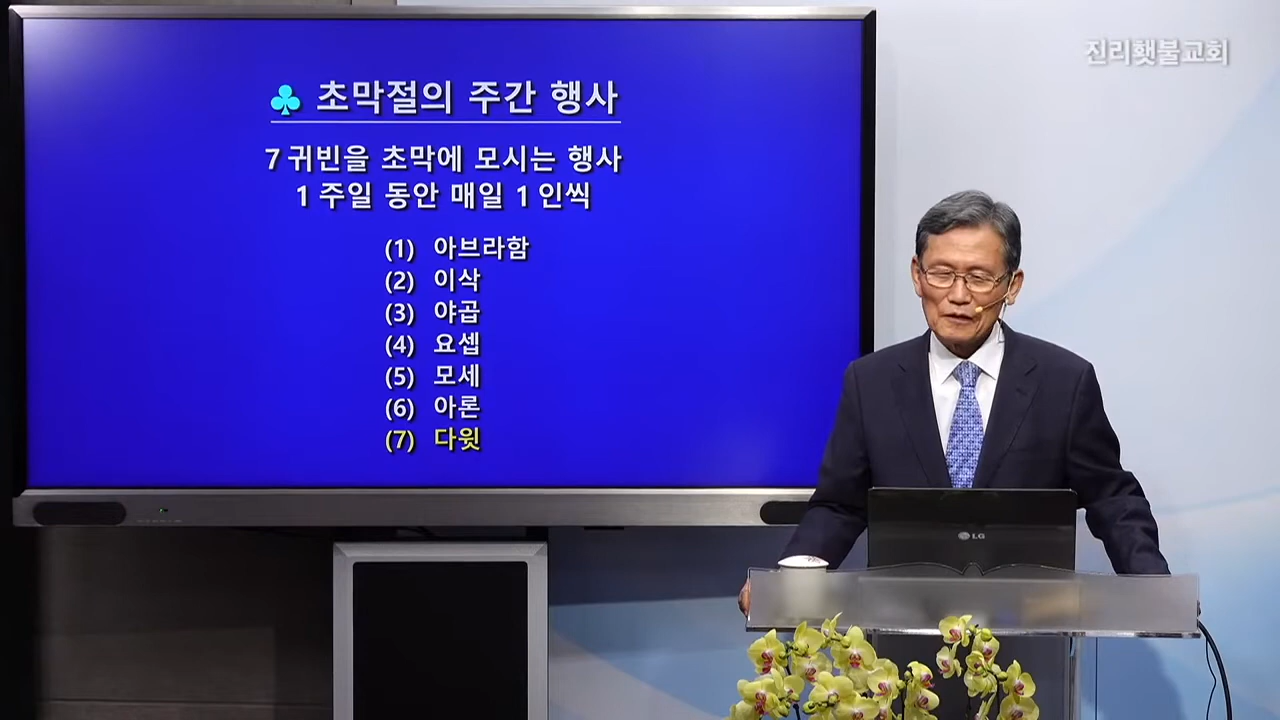 진리횃불교회
♣ 초막절의 주간 행사
7 귀빈을 초막에 모시는 행사
1 주일 동안 매일 1 인씩
(1) 아브라함
(2) 이삭
(3) 야곱
(4) 요셉
(5) 모세
(6) 아론
(7) 다윗
LG